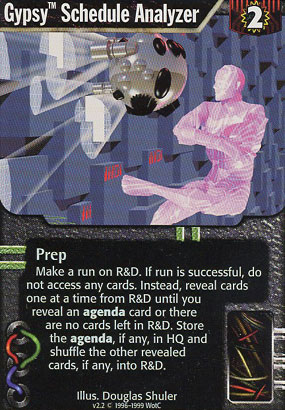 Gypsy™ Schedule Analyzer
2
Prep
Make a run on R&D. If run is successful, do
not access any cards. Instead, reveal cards
one at a time from R&D until you
reveal an agenda card or there
are no cards left in R&D. Store
the agenda, if any, in HQ and
shuffle the other revealed
cards, if any, into R&D.
Illus. Douglas Shuler
v2.2 © 1996-1999 WotC